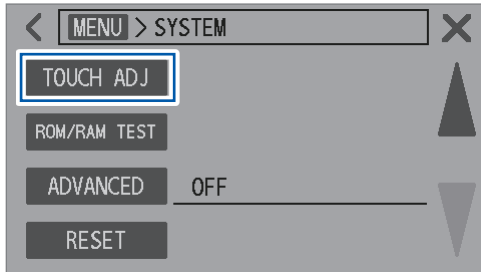 MENU > SYSTEM
TOUCH ADJ
ROM/RAM TEST
ADVANCED OFF
RESET